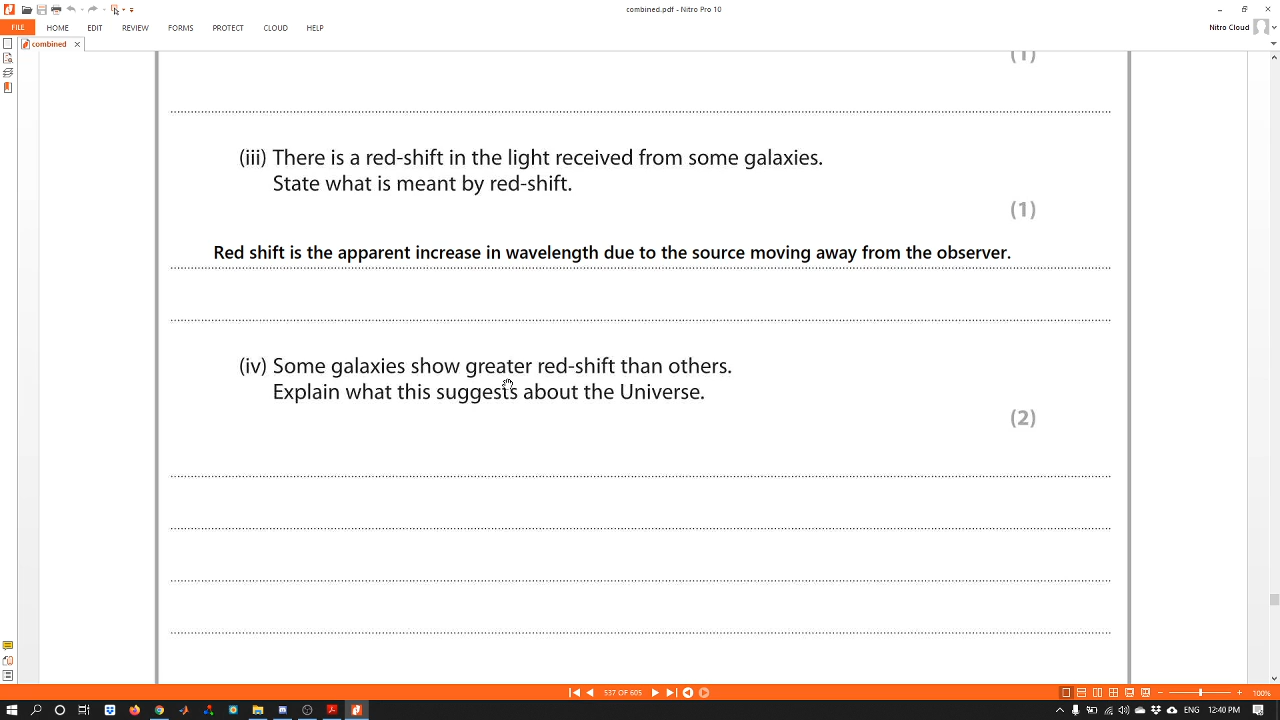 combined.pdf - Nitro Pro 10
FILE HOME EDIT REVIEW FORMS PROTECT CLOUD HELP Nitro Cloud
combined
(1)
(iii) There is a red-shift in the light received from some galaxies.
State what is meant by red-shift.
(1)
Red shift is the apparent increase in wavelength due to the source moving away from the observer.
(iv) Some galaxies show greater red-shift than others.
Explain what this suggests about the Universe.
(2)
537 OF 605 100%
ENG 12:40 PM